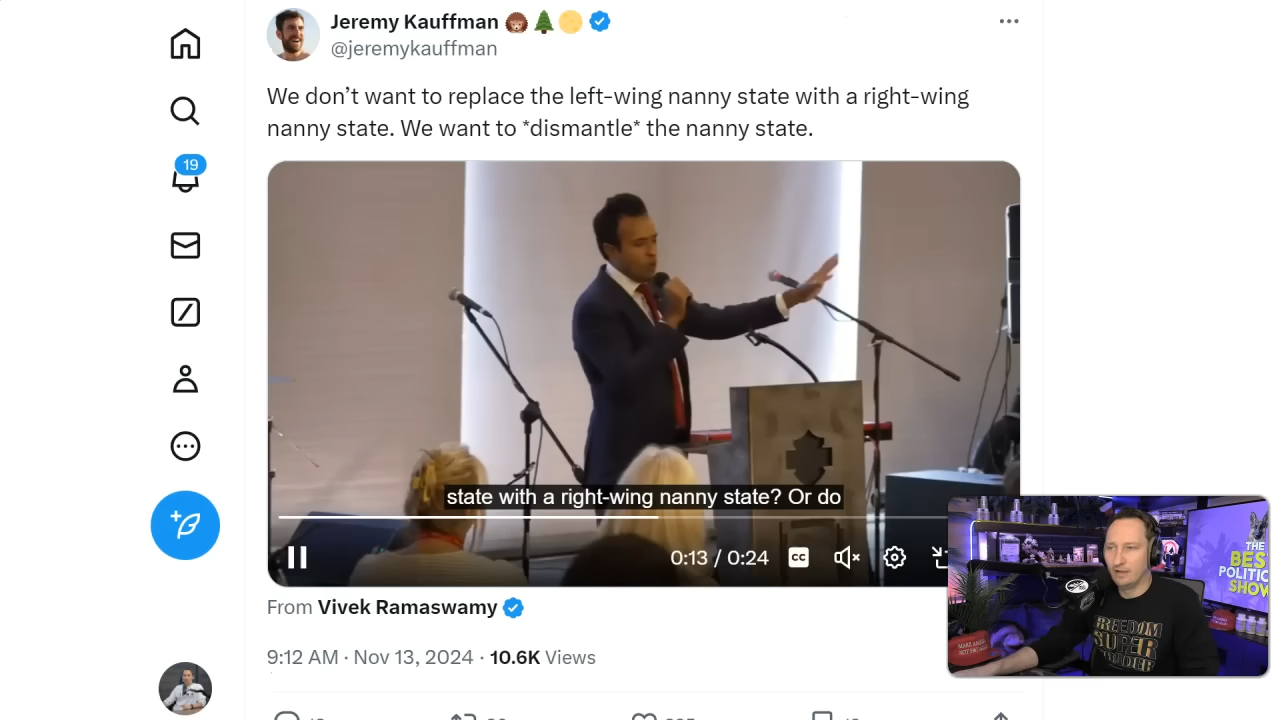 Jeremy Kauffman
@jeremykauffman
We don’t want to replace the left-wing nanny state with a right-wing
nanny state. We want to *dismantle* the nanny state.
19
state with a right-wing nanny state? Or do
0:13 / 0:24
CC
From Vivek Ramaswamy
9:12 AM · Nov 13, 2024 · 10.6K Views
THE
BES
POLITIC
SHOW
FREEDOM
SUPER